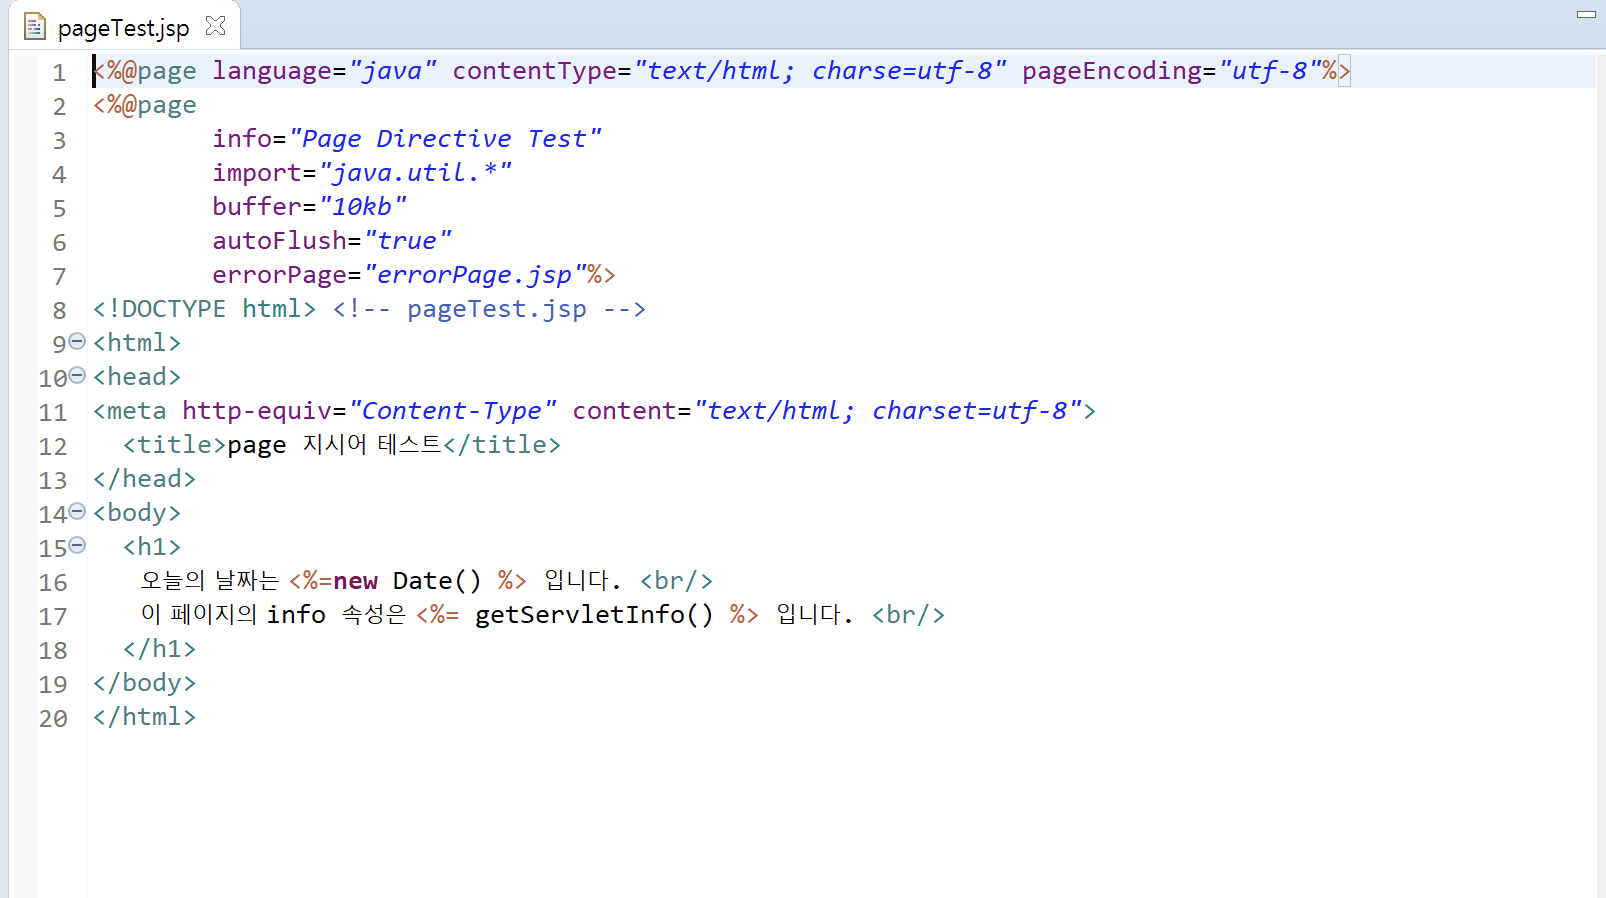 pageTest.jsp
1 <%@page language="java" contentType="text/html; charse=utf-8" pageEncoding="utf-8"%>
2 <%@page
3 info="Page Directive Test"
4 import="java.util.*"
5 buffer="10kb"
6 autoFlush="true"
7 errorPage="errorPage.jsp"%>
8 <!DOCTYPE html> <!-- pageTest.jsp -->
9 <html>
10 <head>
11 <meta http-equiv="Content-Type" content="text/html; charset=utf-8">
12 <title>page 지시어 테스트</title>
13 </head>
14 <body>
15 <h1>
16 오늘의 날짜는 <%=new Date() %> 입니다. <br/>
17 이 페이지의 info 속성은 <%= getServletInfo() %> 입니다. <br/>
18 </h1>
19 </body>
20 </html>